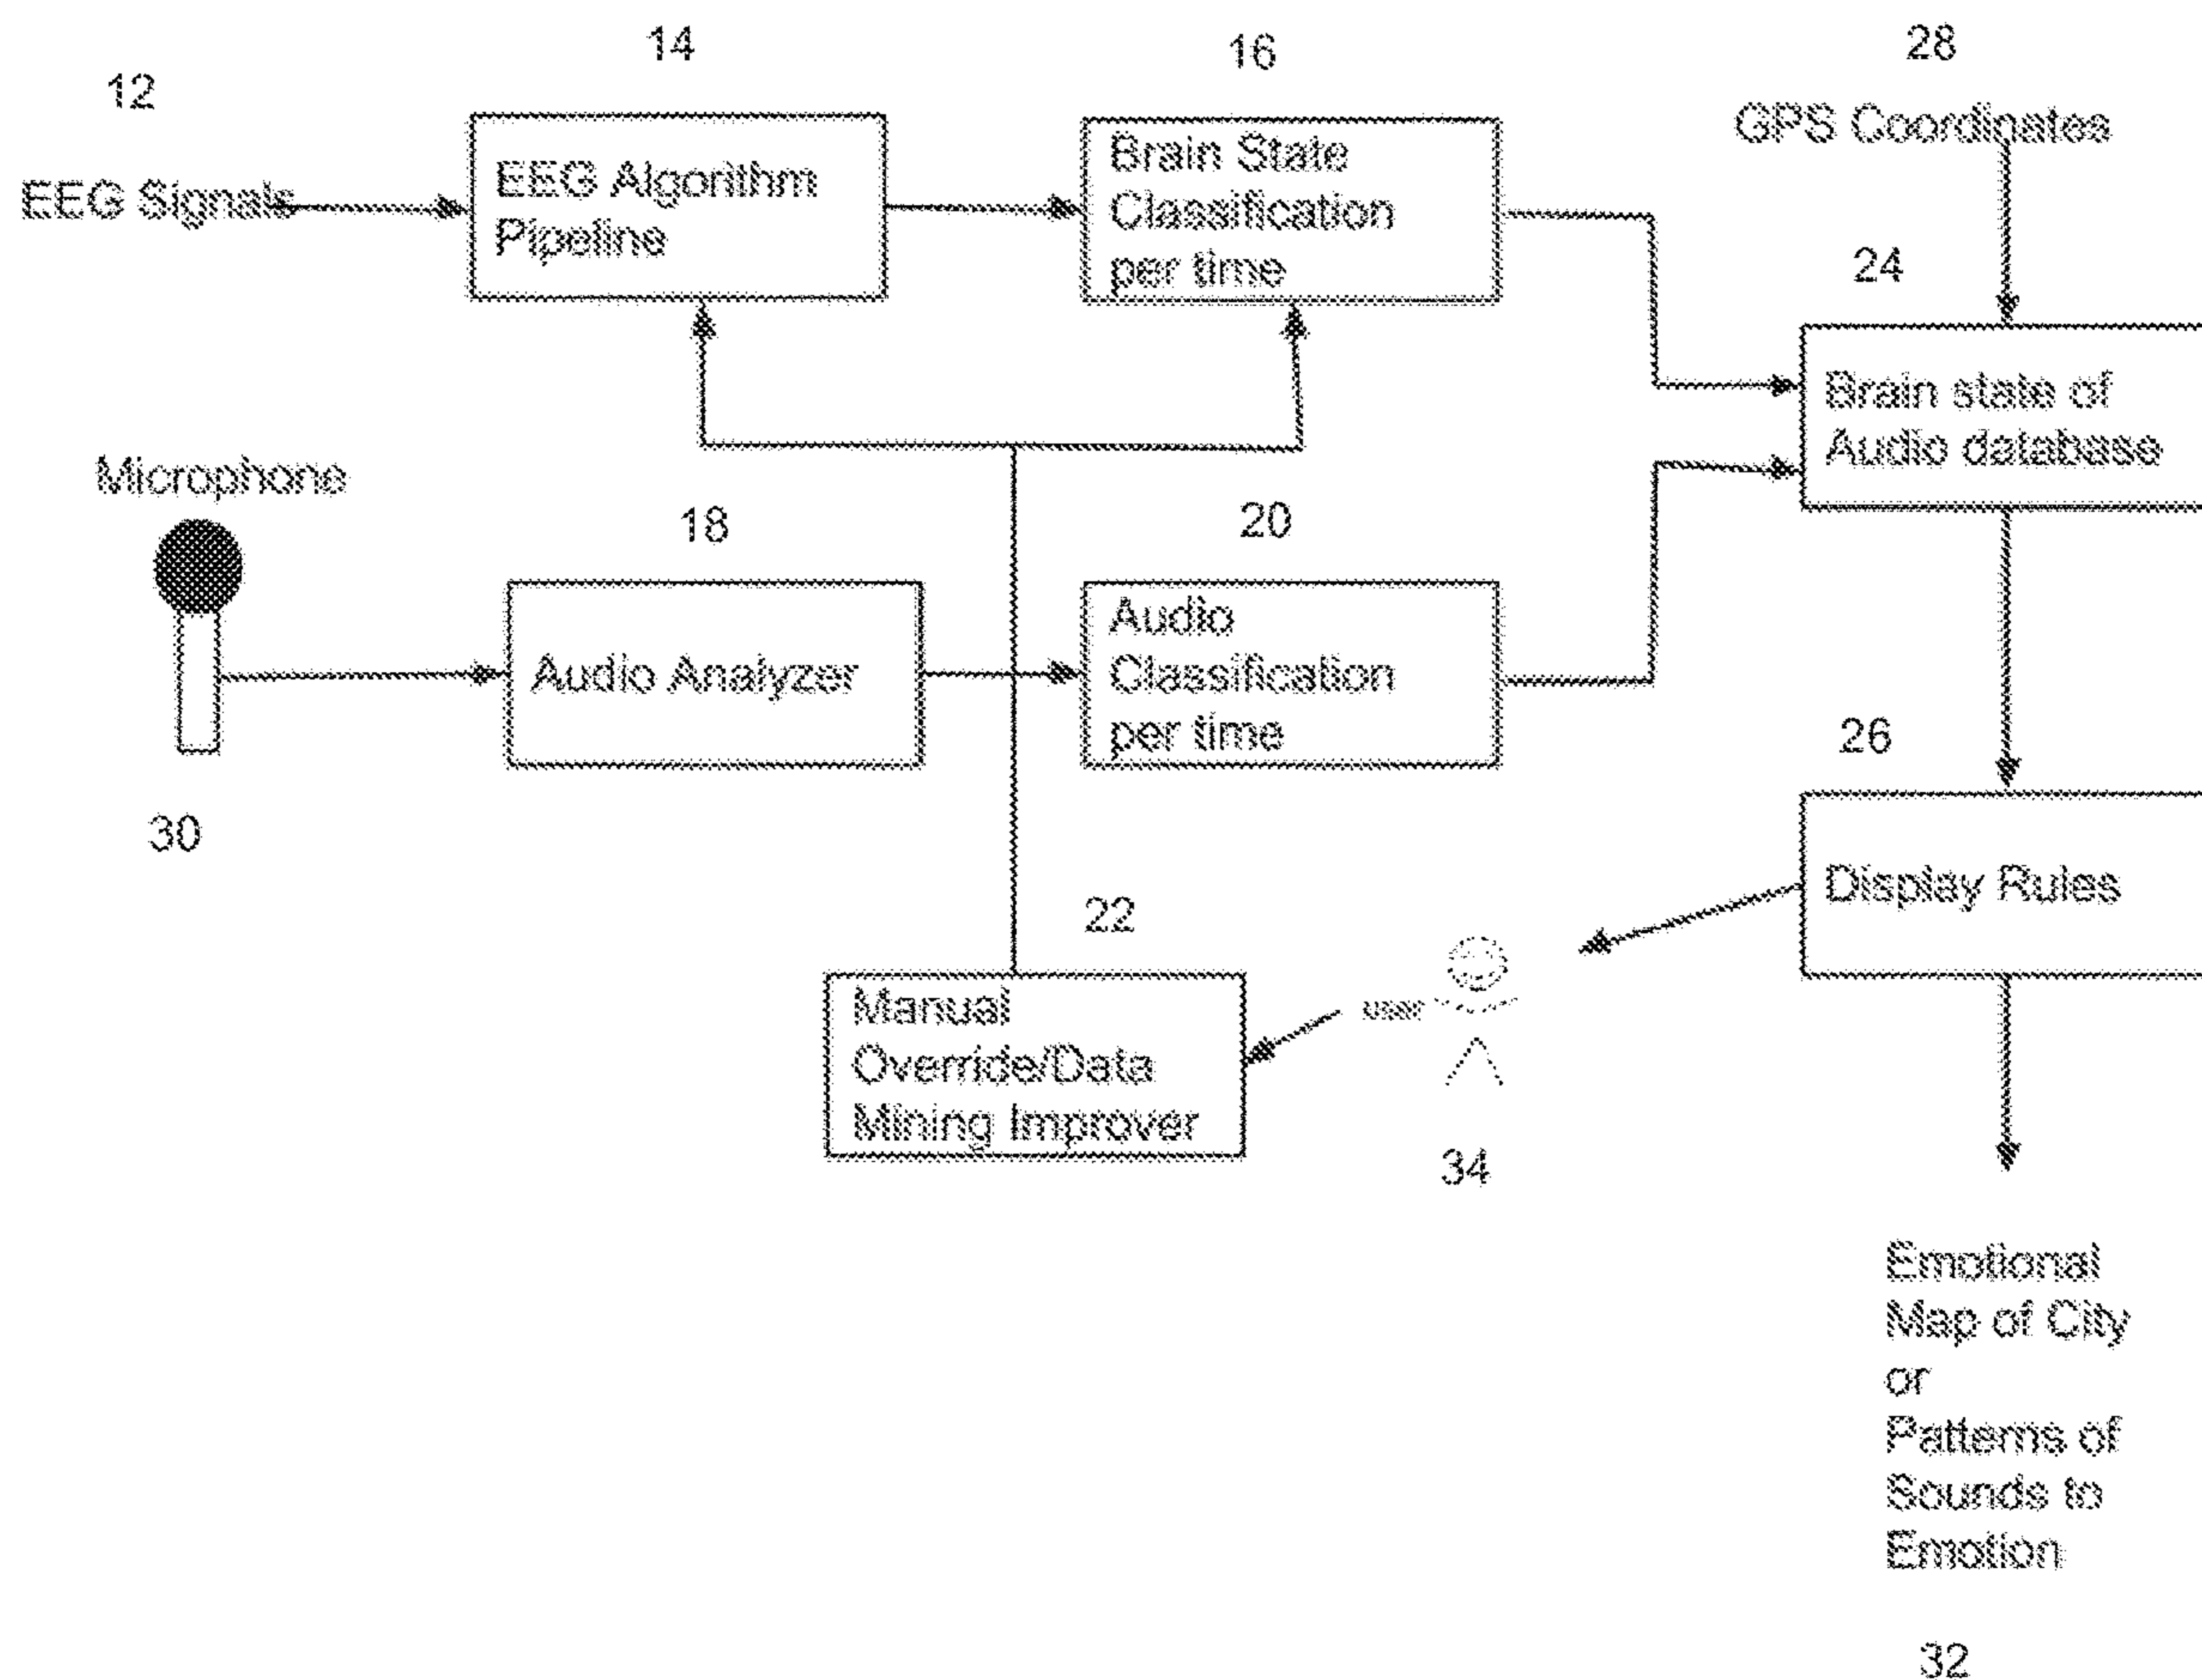 12
EEG Signals
14
EEG Algorithm
Pipeline
16
Brain State
Classification
per time
28
GPS Coordinates
24
Brain state of
Audio database
Microphone
30
18
Audio Analyzer
20
Audio
Classification
per time
26
Display Rules
22
Manual
Override/Data
Mining Improver
user
34
Emotional
Map of City
or
Patterns of
Sounds to
Emotion
32